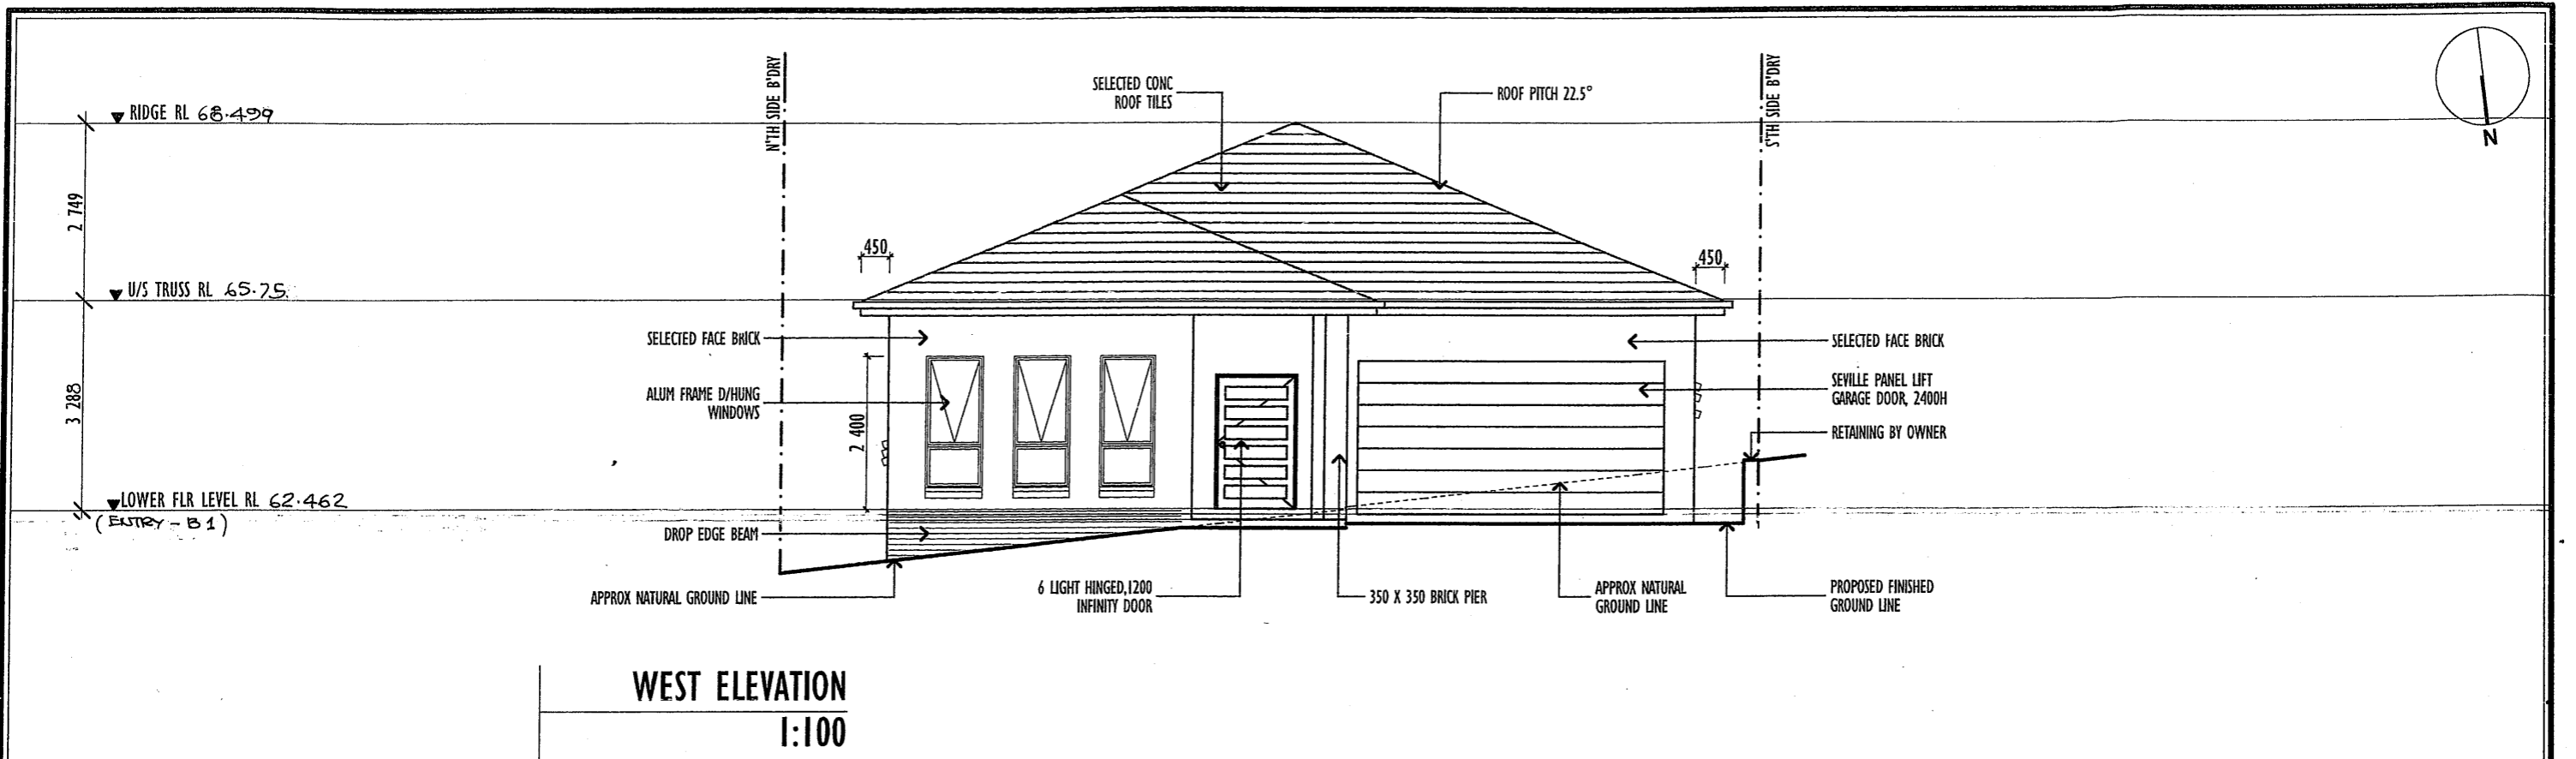 N'TH SIDE B'DRY
S'TH SIDE B'DRY
SELECTED CONC
ROOF TILES
ROOF PITCH 22.5°
N
RIDGE RL 68.499
2 749
450
450
U/S TRUSS RL 65.75
SELECTED FACE BRICK
SELECTED FACE BRICK
ALUM FRAME D/HUNG
WINDOWS
SEVILLE PANEL LIFT
GARAGE DOOR, 2400H
3 288
2 400
RETAINING BY OWNER
LOWER FLR LEVEL RL 62.462
(ENTRY - B1)
DROP EDGE BEAM
APPROX NATURAL GROUND LINE
6 LIGHT HINGED,1200
INFINITY DOOR
350 X 350 BRICK PIER
APPROX NATURAL
GROUND LINE
PROPOSED FINISHED
GROUND LINE
WEST ELEVATION
1:100